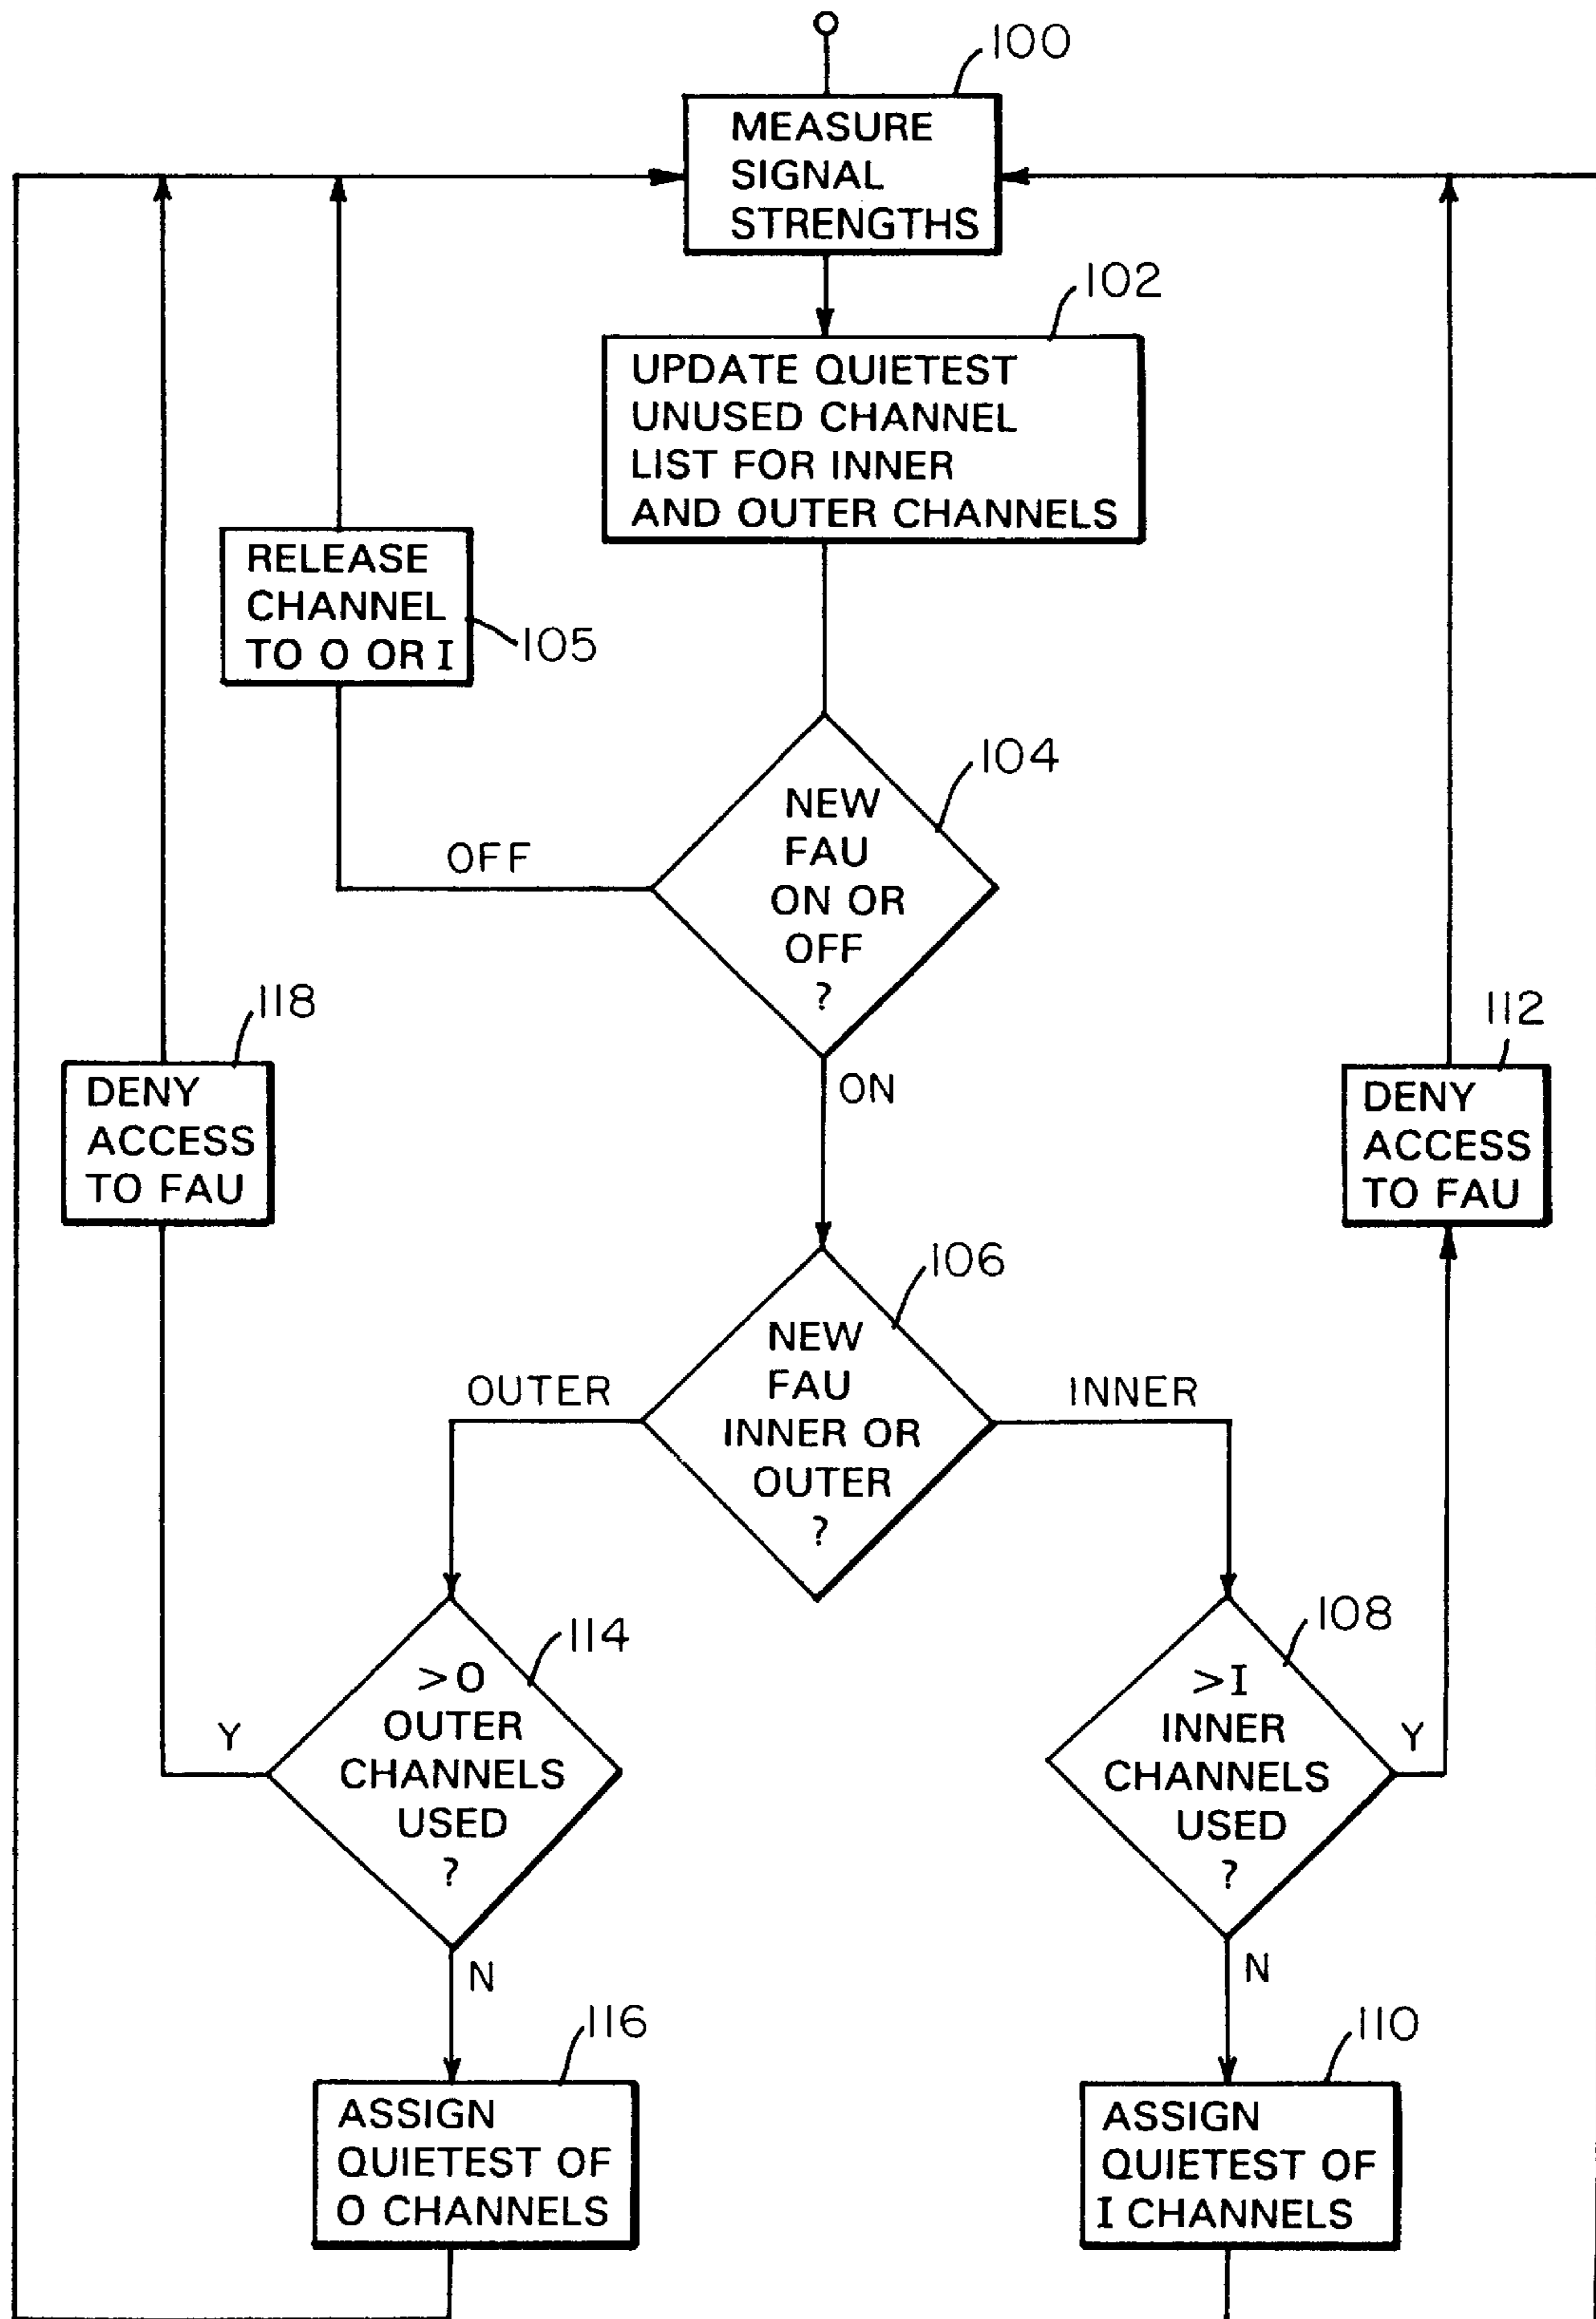 100
MEASURE
SIGNAL
STRENGTHS
102
UPDATE QUIETEST
UNUSED CHANNEL
LIST FOR INNER
AND OUTER CHANNELS
RELEASE
CHANNEL
TO O OR I
105
104
NEW
FAU
ON OR
OFF
?
OFF
ON
118
DENY
ACCESS
TO FAU
112
DENY
ACCESS
TO FAU
106
NEW
FAU
INNER OR
OUTER
?
OUTER
INNER
114
>O
OUTER
CHANNELS
USED
?
Y
N
108
>I
INNER
CHANNELS
USED
?
Y
N
116
ASSIGN
QUIETEST OF
O CHANNELS
110
ASSIGN
QUIETEST OF
I CHANNELS